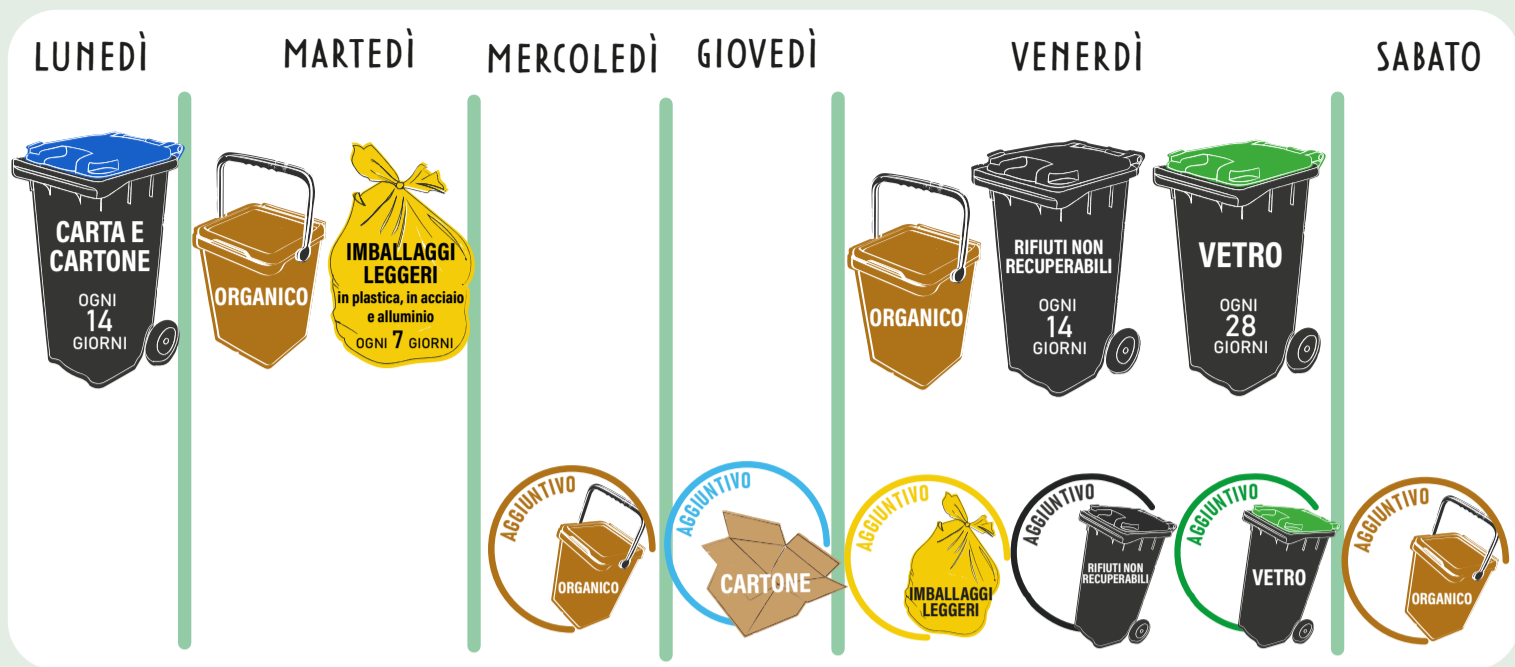 LUNEDÌ
MARTEDÌ
MERCOLEDÌ
GIOVEDÌ
VENERDÌ
SABATO
CARTA E
CARTONE
OGNI
14
GIORNI
ORGANICO
IMBALLAGGI
LEGGERI
in plastica, in acciaio
e alluminio
OGNI 7 GIORNI
ORGANICO
RIFIUTI NON
RECUPERABILI
OGNI
14
GIORNI
VETRO
OGNI
28
GIORNI
AGGIUNTIVO
ORGANICO
AGGIUNTIVO
CARTONE
AGGIUNTIVO
IMBALLAGGI
LEGGERI
AGGIUNTIVO
RIFIUTI NON
RECUPERABILI
AGGIUNTIVO
VETRO
AGGIUNTIVO
ORGANICO